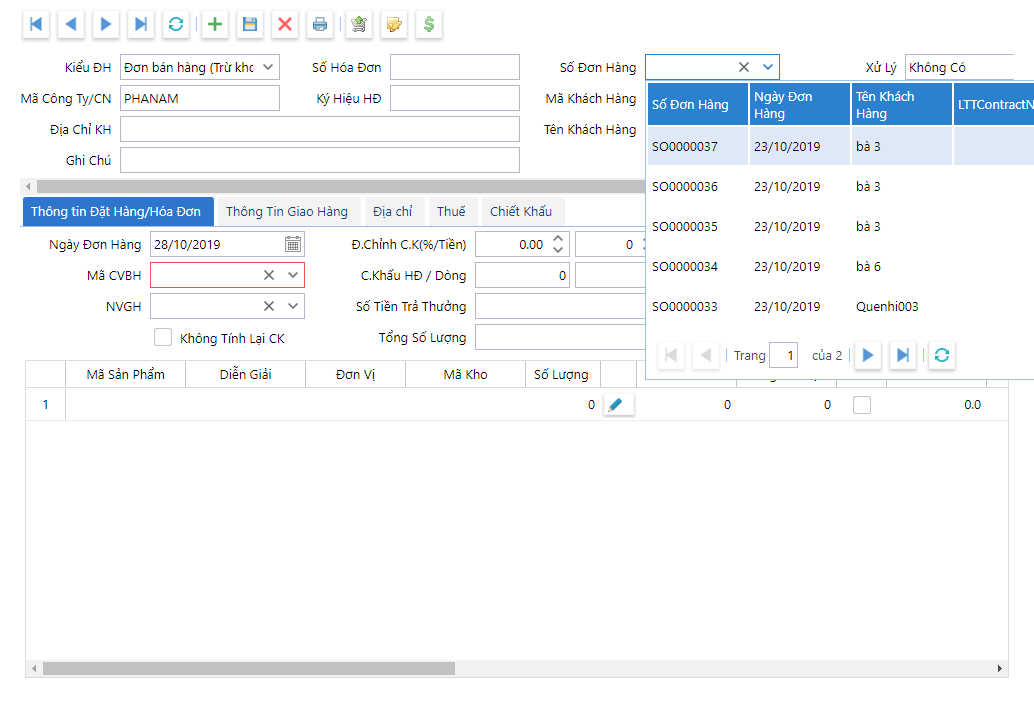 Kiểu ĐH Đơn bán hàng (Trừ khc Số Hóa Đơn Số Đơn Hàng Xử Lý Không Có
Mã Công Ty/CN PHANAM Ký Hiệu HĐ Mã Khách Hàng
Địa Chỉ KH Tên Khách Hàng
Ghi Chú
Số Đơn Hàng Ngày Đơn Hàng Tên Khách Hàng LTTContractN
SO0000037 23/10/2019 bà 3
SO0000036 23/10/2019 bà 3
SO0000035 23/10/2019 bà 3
SO0000034 23/10/2019 bà 6
SO0000033 23/10/2019 Quenhi003
Trang 1 của 2
Thông tin Đặt Hàng/Hóa Đơn Thông Tin Giao Hàng Địa chỉ Thuế Chiết Khấu
Ngày Đơn Hàng 28/10/2019 Đ.Chỉnh C.K(%/Tiền) 0.00 0
Mã CVBH C.Khấu HĐ / Dòng 0
NVGH Số Tiền Trả Thưởng
Không Tính Lại CK Tổng Số Lượng
Mã Sản Phẩm Diễn Giải Đơn Vị Mã Kho Số Lượng
1 0 0 0 0.0